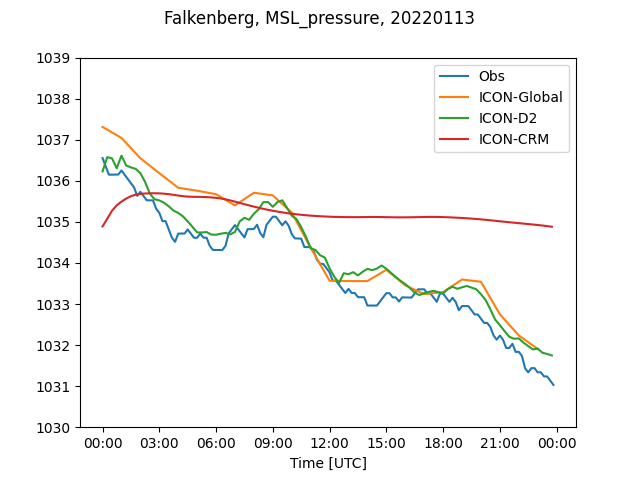 Falkenberg, MSL_pressure, 20220113
1039
1038
1037
1036
1035
1034
1033
1032
1031
1030
Obs
ICON-Global
ICON-D2
ICON-CRM
00:00 03:00 06:00 09:00 12:00 15:00 18:00 21:00 00:00
Time [UTC]